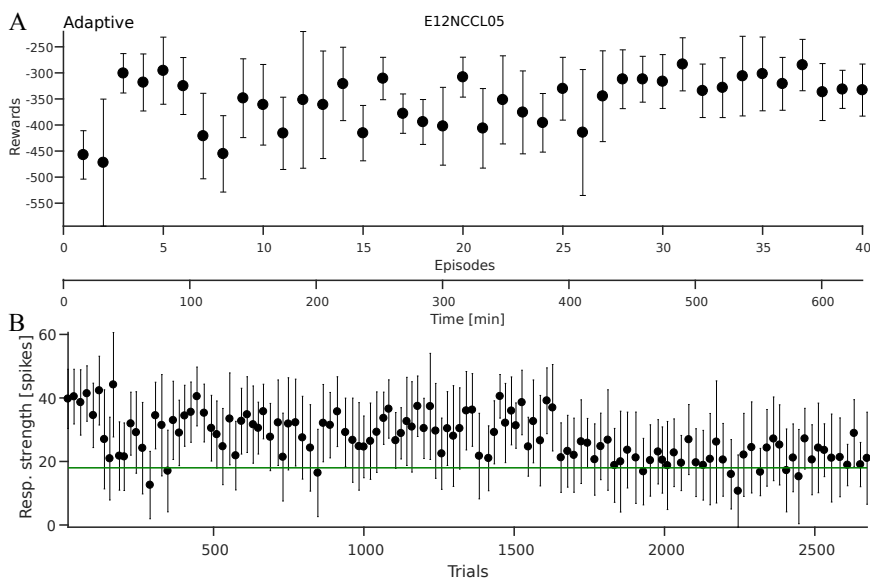 A
Adaptive
E12NCCL05
Rewards
-250
-300
-350
-400
-450
-500
-550
0 5 10 15 20 25 30 35 40
Episodes
0 100 200 300 400 500 600
Time [min]
B
Resp. strength [spikes]
60
40
20
0
500 1000 1500 2000 2500
Trials